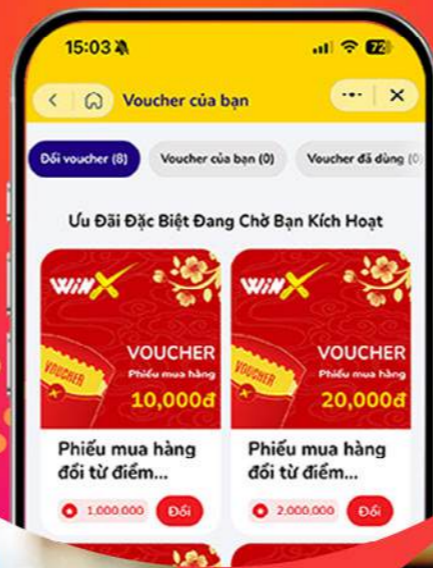 15:03
72
Voucher của bạn
Đổi voucher (8)
Voucher của bạn (0)
Voucher đã dùng (0
Ưu Đãi Đặc Biệt Đang Chờ Bạn Kích Hoạt
WiNX
VOUCHER
Phiếu mua hàng
10,000đ
VOUCHER
Phiếu mua hàng
đổi từ điểm...
1.000.000
Đổi
WiNX
VOUCHER
Phiếu mua hàng
20,000đ
VOUCHER
Phiếu mua hàng
đổi từ điểm...
2.000.000
Đổi